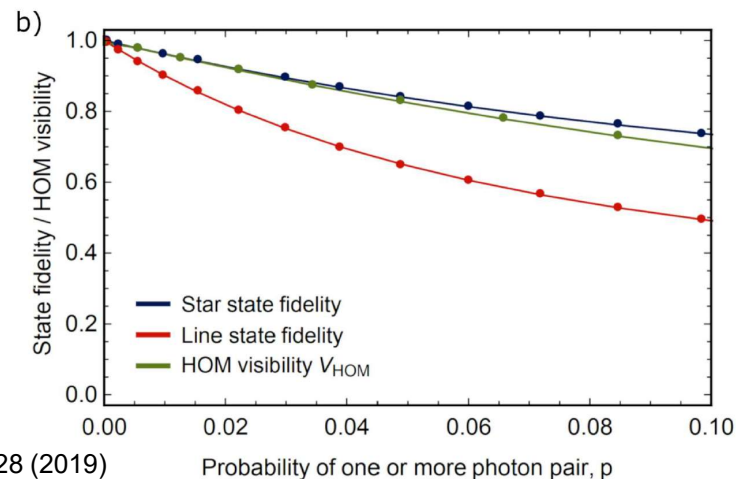 b)
State fidelity / HOM visibility
1.0
0.8
0.6
0.4
0.2
0.0
Star state fidelity
Line state fidelity
HOM visibility V_HOM
0.00 0.02 0.04 0.06 0.08 0.10
28 (2019)
Probability of one or more photon pair, p